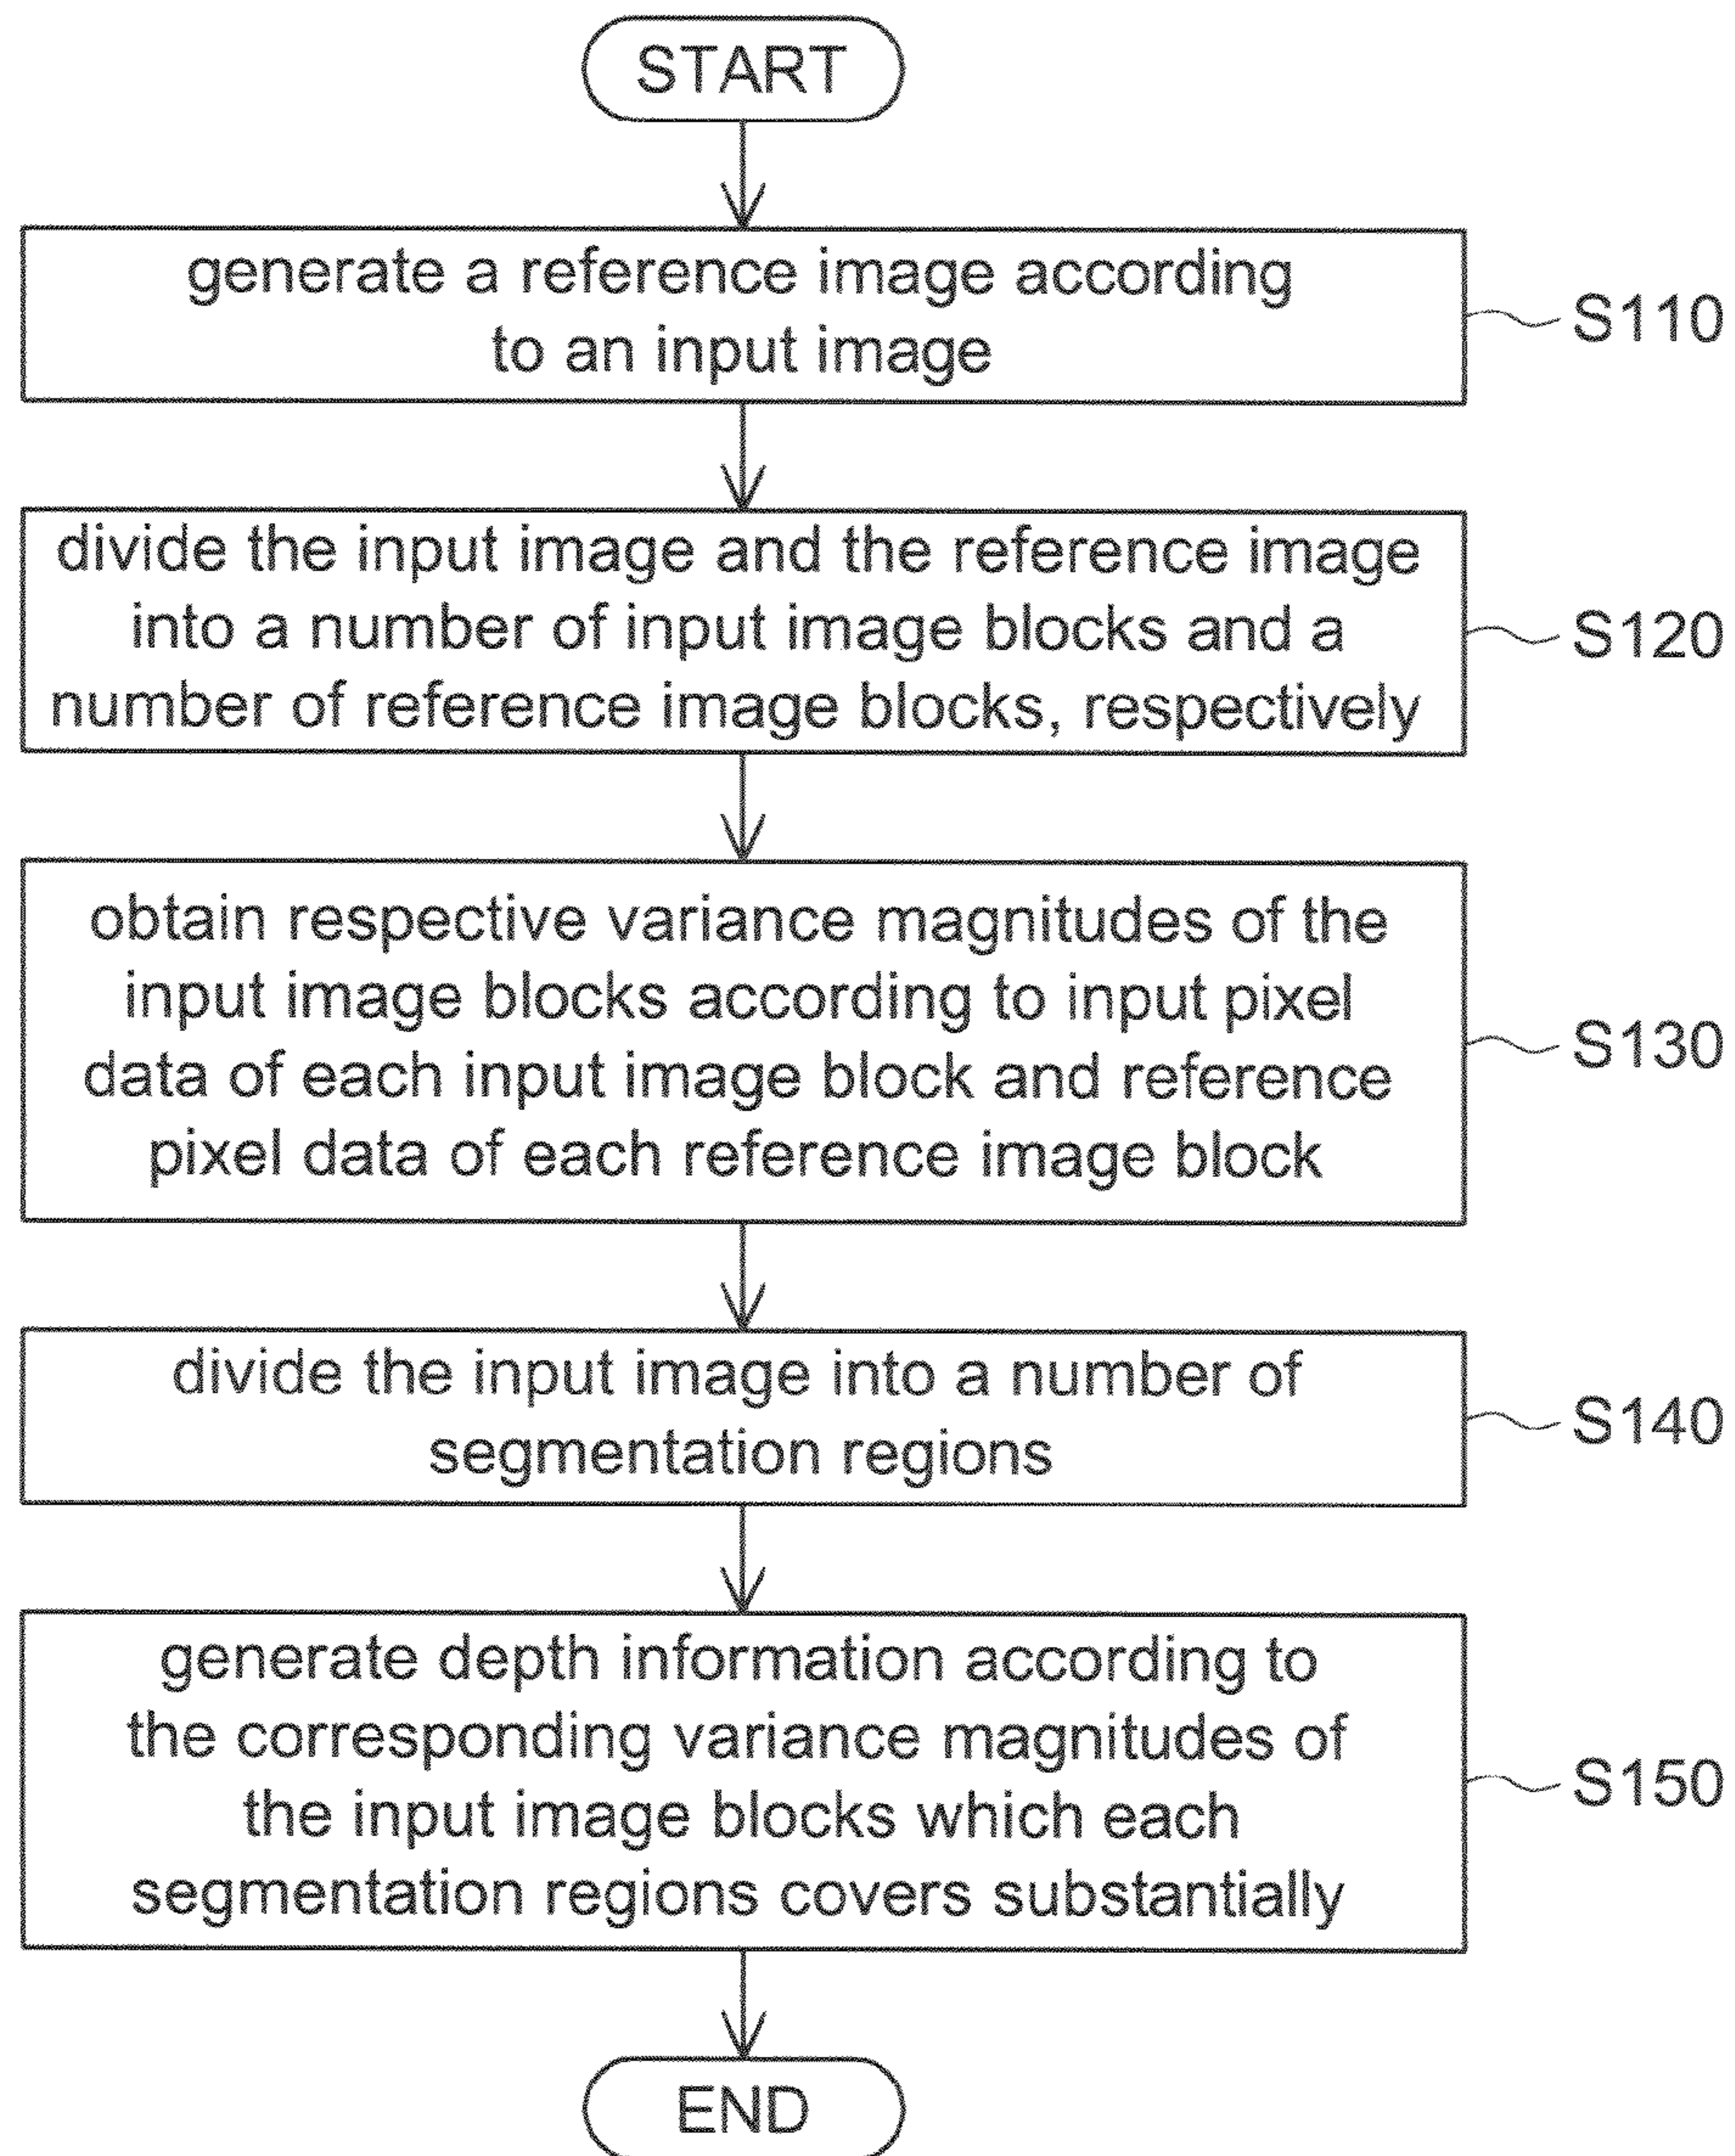 START
generate a reference image according
to an input image
S110
divide the input image and the reference image
into a number of input image blocks and a
number of reference image blocks, respectively
S120
obtain respective variance magnitudes of the
input image blocks according to input pixel
data of each input image block and reference
pixel data of each reference image block
S130
divide the input image into a number of
segmentation regions
S140
generate depth information according to
the corresponding variance magnitudes of
the input image blocks which each
segmentation regions covers substantially
S150
END